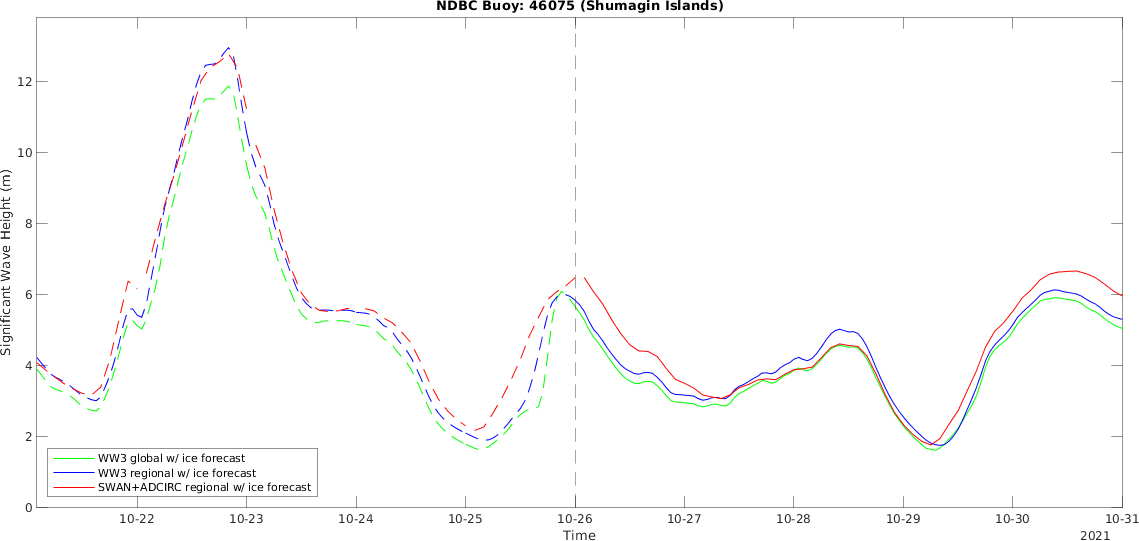 NDBC Buoy: 46075 (Shumagin Islands)
Significant Wave Height (m)
12
10
8
6
4
2
0
WW3 global w/ ice forecast
WW3 regional w/ ice forecast
SWAN+ADCIRC regional w/ ice forecast
10-22 10-23 10-24 10-25 10-26 10-27 10-28 10-29 10-30 10-31
Time
2021